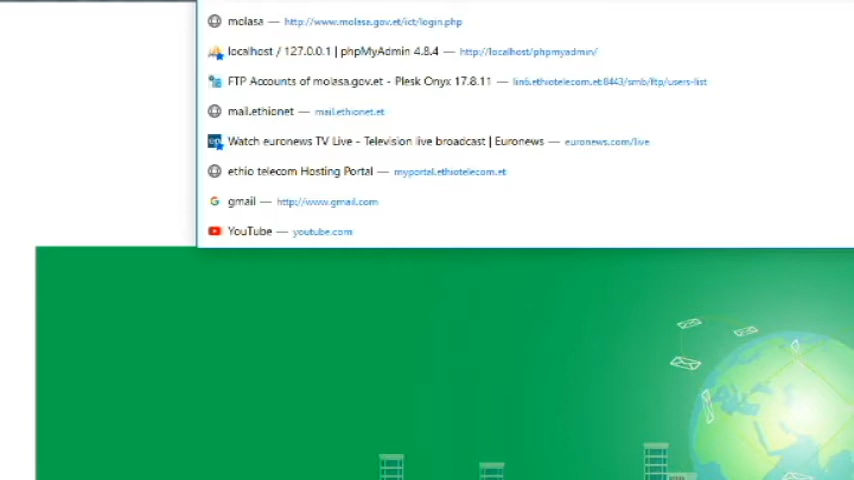 molasa — http://www.molasa.gov.et/ict/login.php
localhost / 127.0.0.1 | phpMyAdmin 4.8.4 — http://localhost/phpmyadmin/
FTP Accounts of molasa.gov.et - Plesk Onyx 17.8.11 — lin6.ethiotelecom.et:8443/smb/ftp/users-list
mail.ethionet — mail.ethionet.et
Watch euronews TV Live - Television live broadcast | Euronews — euronews.com/live
ethio telecom Hosting Portal — myportal.ethiotelecom.et
gmail — http://www.gmail.com
YouTube — youtube.com